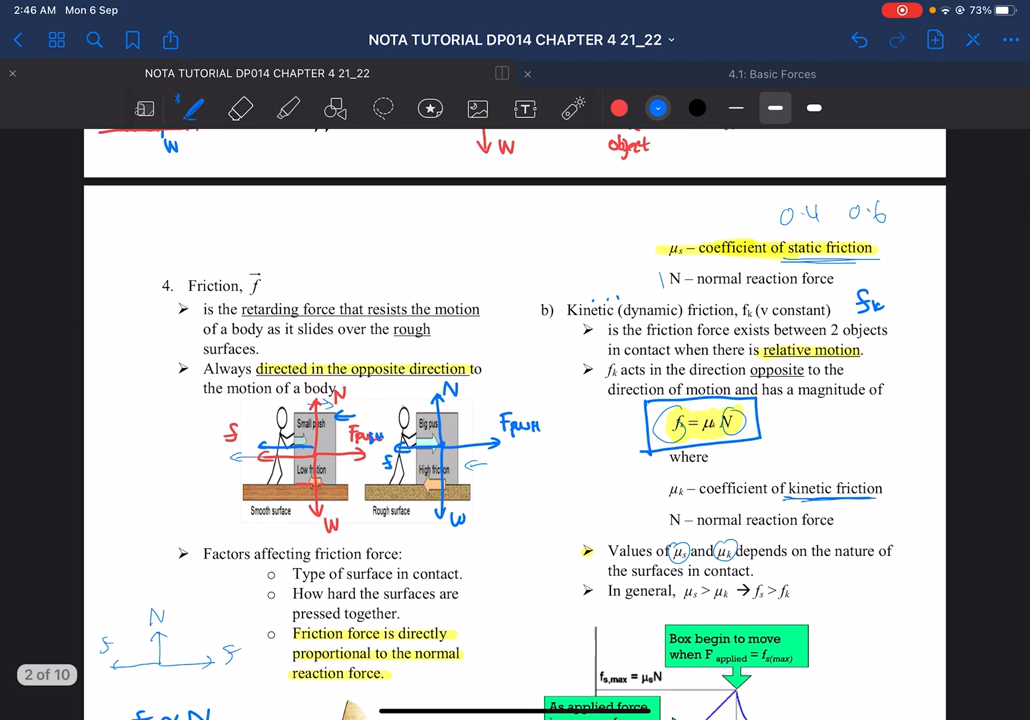 2:46 AM Mon 6 Sep
73%
NOTA TUTORIAL DP014 CHAPTER 4 21_22
NOTA TUTORIAL DP014 CHAPTER 4 21_22
4.1: Basic Forces
W
W
object
4. Friction, f
➢ is the retarding force that resists the motion
of a body as it slides over the rough
surfaces.
➢ Always directed in the opposite direction to
the motion of a body.
N
N
Small push
Big pus
f
Fpush
FPUSH
f
Low friction
High friction
W
W
Smooth surface
Rough surface
➢ Factors affecting friction force:
o Type of surface in contact.
o How hard the surfaces are
pressed together.
o Friction force is directly
proportional to the normal
reaction force.
N
f
f
2 of 10
0.4 0.6
μs – coefficient of static friction
N – normal reaction force
b) Kinetic (dynamic) friction, fk (v constant)
fk
➢ is the friction force exists between 2 objects
in contact when there is relative motion.
➢ fk acts in the direction opposite to the
direction of motion and has a magnitude of
fk = μk N
where
μk – coefficient of kinetic friction
N – normal reaction force
➢ Values of μs and μk depends on the nature of
the surfaces in contact.
➢ In general, μs > μk → fs > fk
Box begin to move
when F applied = fs(max)
fs,max = μsN
As applied force